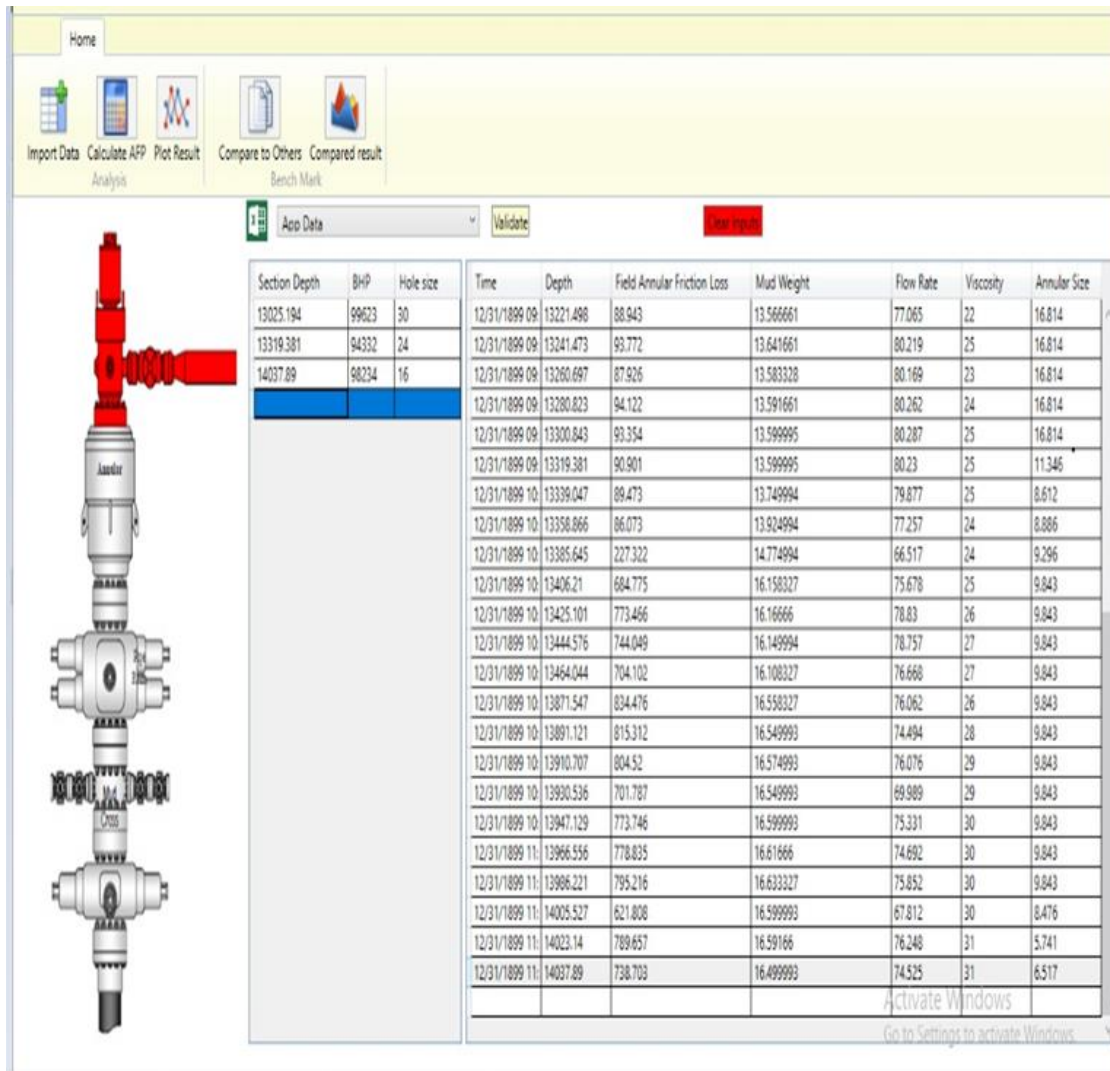 Home
Import Data Calculate AFP Plot Result Compare to Others Compared result
Analysis Bench Mark
App Data Validate Clear Inputs
Section Depth BHP Hole size
13025.194 99623 30
13319.381 94332 24
14037.89 98234 16
Time Depth Field Annular Friction Loss Mud Weight Flow Rate Viscosity Annular Size
12/31/1899 09: 13221.498 88.943 13.566661 77.065 22 16.814
12/31/1899 09: 13241.473 93.772 13.641661 80.219 25 16.814
12/31/1899 09: 13260.697 87.926 13.583328 80.169 23 16.814
12/31/1899 09: 13280.823 94.122 13.591661 80.262 24 16.814
12/31/1899 09: 13300.843 93.354 13.599995 80.287 25 16.814
12/31/1899 09: 13319.381 90.901 13.599995 80.23 25 11.346
12/31/1899 10: 13339.047 89.473 13.749994 79.877 25 8.612
12/31/1899 10: 13358.866 86.073 13.924994 77.257 24 8.886
12/31/1899 10: 13385.645 227.322 14.774994 66.517 24 9.296
12/31/1899 10: 13406.21 684.775 16.158327 75.678 25 9.843
12/31/1899 10: 13425.101 773.466 16.16666 78.83 26 9.843
12/31/1899 10: 13444.576 744.049 16.149994 78.757 27 9.843
12/31/1899 10: 13464.044 704.102 16.108327 76.668 27 9.843
12/31/1899 10: 13871.547 834.476 16.558327 76.062 26 9.843
12/31/1899 10: 13891.121 815.312 16.549993 74.494 28 9.843
12/31/1899 10: 13910.707 804.52 16.574993 76.076 29 9.843
12/31/1899 10: 13930.536 701.787 16.549993 69.989 29 9.843
12/31/1899 10: 13947.129 773.746 16.599993 75.331 30 9.843
12/31/1899 11: 13966.556 778.835 16.61666 74.692 30 9.843
12/31/1899 11: 13986.221 795.216 16.633327 75.852 30 9.843
12/31/1899 11: 14005.527 621.808 16.599993 67.812 30 8.476
12/31/1899 11: 14023.14 789.657 16.59166 76.248 31 5.741
12/31/1899 11: 14037.89 738.703 16.499993 74.525 31 6.517
Annular
Cross
Activate Windows
Go to Settings to activate Windows.